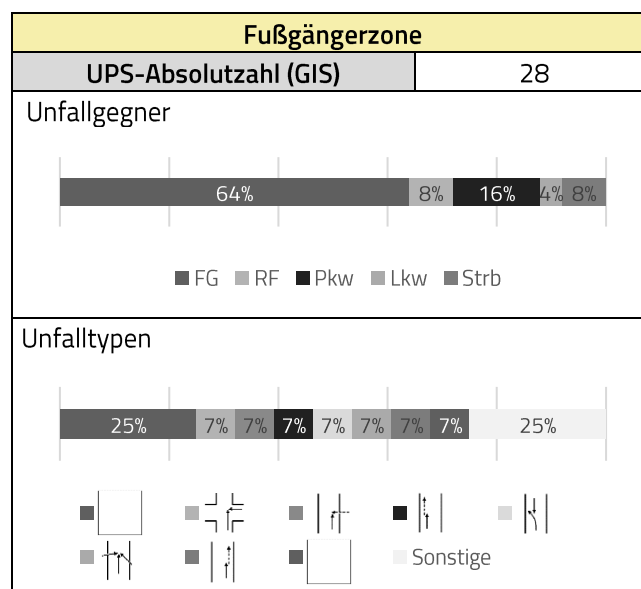 Fußgängerzone
UPS-Absolutzahl (GIS) 28
Unfallgegner
64% 8% 16% 4% 8%
FG RF Pkw Lkw Strb
Unfalltypen
25% 7% 7% 7% 7% 7% 7% 7% 25%
Sonstige